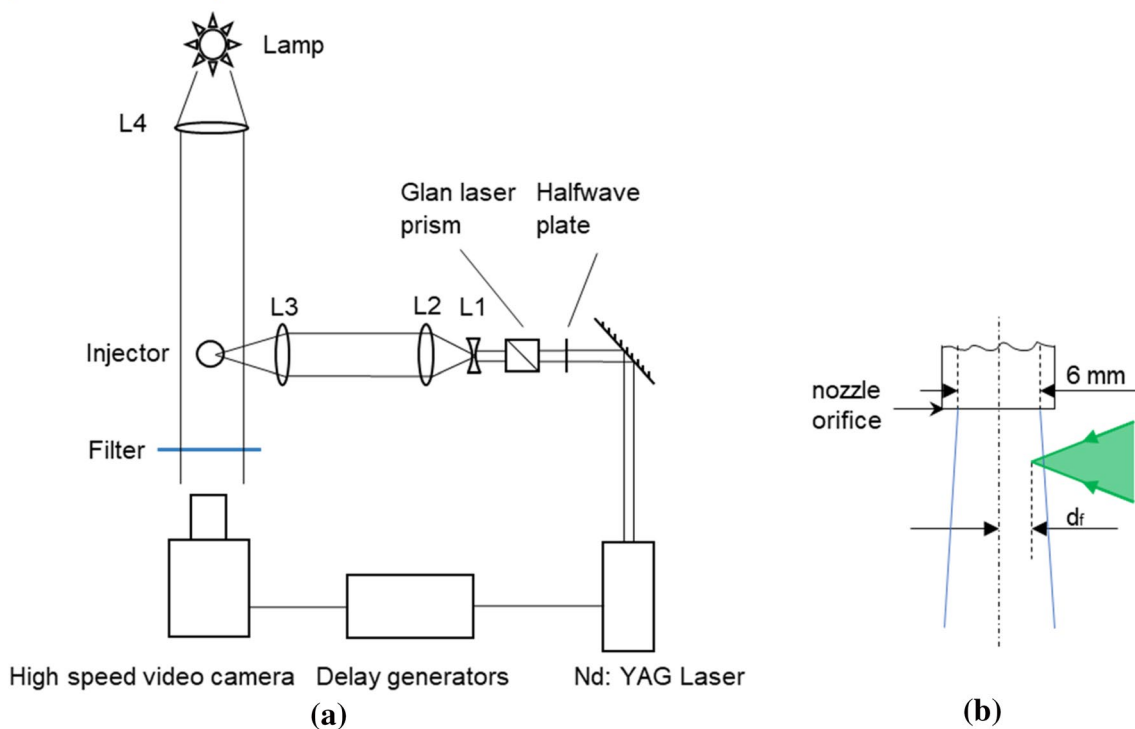 Lamp
L4
Glan laser
prism
Halfwave
plate
L3
L2
L1
Injector
Filter
High speed video camera
Delay generators
Nd: YAG Laser
(a)
6 mm
nozzle
orifice
df
(b)